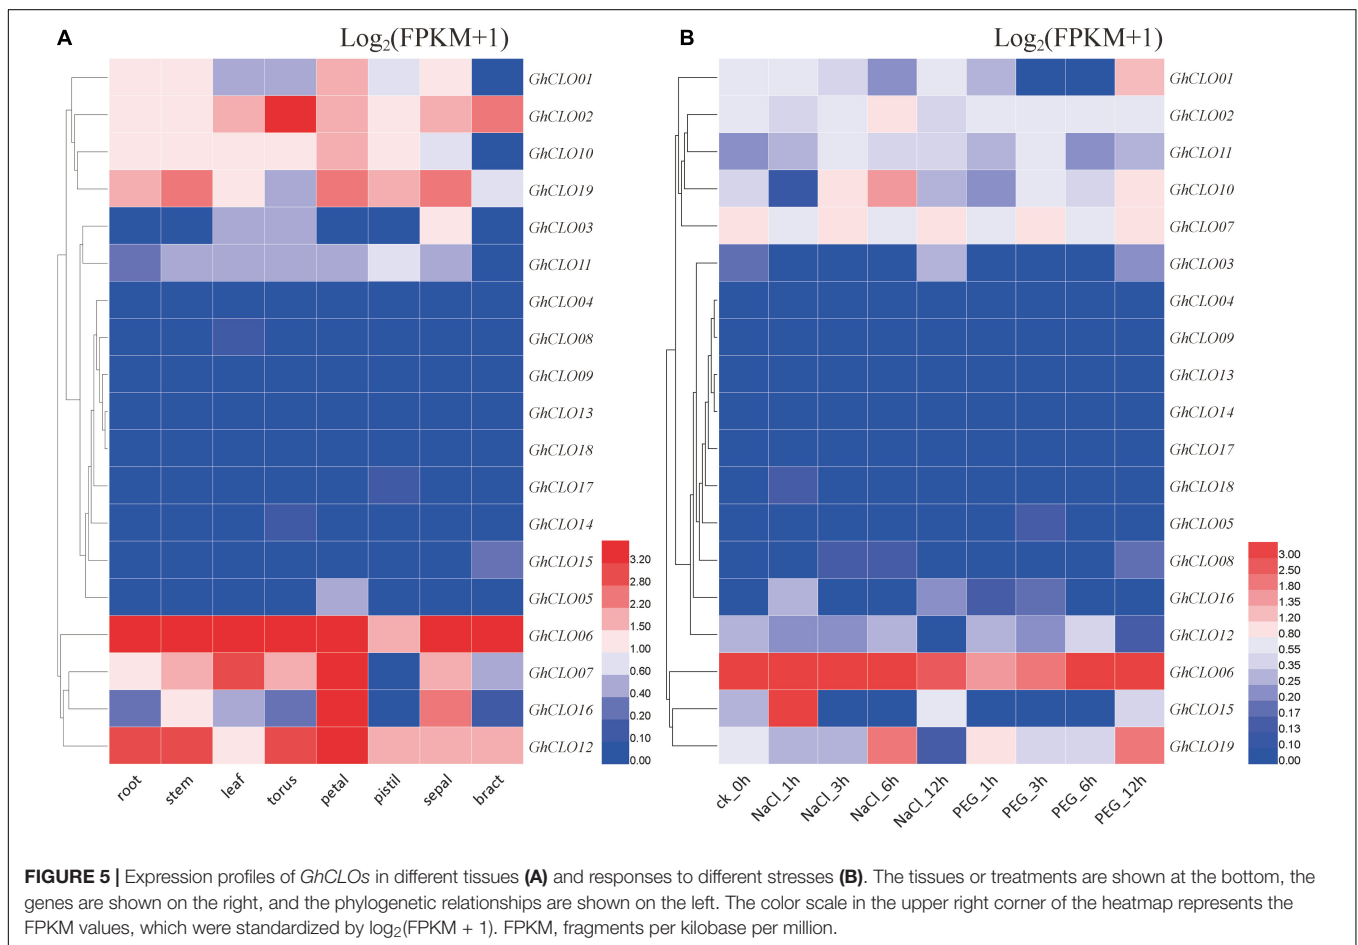 A
Log2(FPKM+1)
GhCLO01
GhCLO02
GhCLO10
GhCLO19
GhCLO03
GhCLO11
GhCLO04
GhCLO08
GhCLO09
GhCLO13
GhCLO18
GhCLO17
GhCLO14
GhCLO15
GhCLO05
GhCLO06
GhCLO07
GhCLO16
GhCLO12
3.20
2.80
2.20
1.50
1.00
0.60
0.40
0.20
0.10
0.00
root
stem
leaf
torus
petal
pistil
sepal
bract
B
Log2(FPKM+1)
GhCLO01
GhCLO02
GhCLO11
GhCLO10
GhCLO07
GhCLO03
GhCLO04
GhCLO09
GhCLO13
GhCLO14
GhCLO17
GhCLO18
GhCLO05
GhCLO08
GhCLO16
GhCLO12
GhCLO06
GhCLO15
GhCLO19
3.00
2.50
1.80
1.35
1.20
0.80
0.55
0.35
0.25
0.20
0.17
0.13
0.10
0.00
ck_0h
NaCl_1h
NaCl_3h
NaCl_6h
NaCl_12h
PEG_1h
PEG_3h
PEG_6h
PEG_12h
FIGURE 5 | Expression profiles of GhCLOs in different tissues (A) and responses to different stresses (B). The tissues or treatments are shown at the bottom, the
genes are shown on the right, and the phylogenetic relationships are shown on the left. The color scale in the upper right corner of the heatmap represents the
FPKM values, which were standardized by log2(FPKM + 1). FPKM, fragments per kilobase per million.